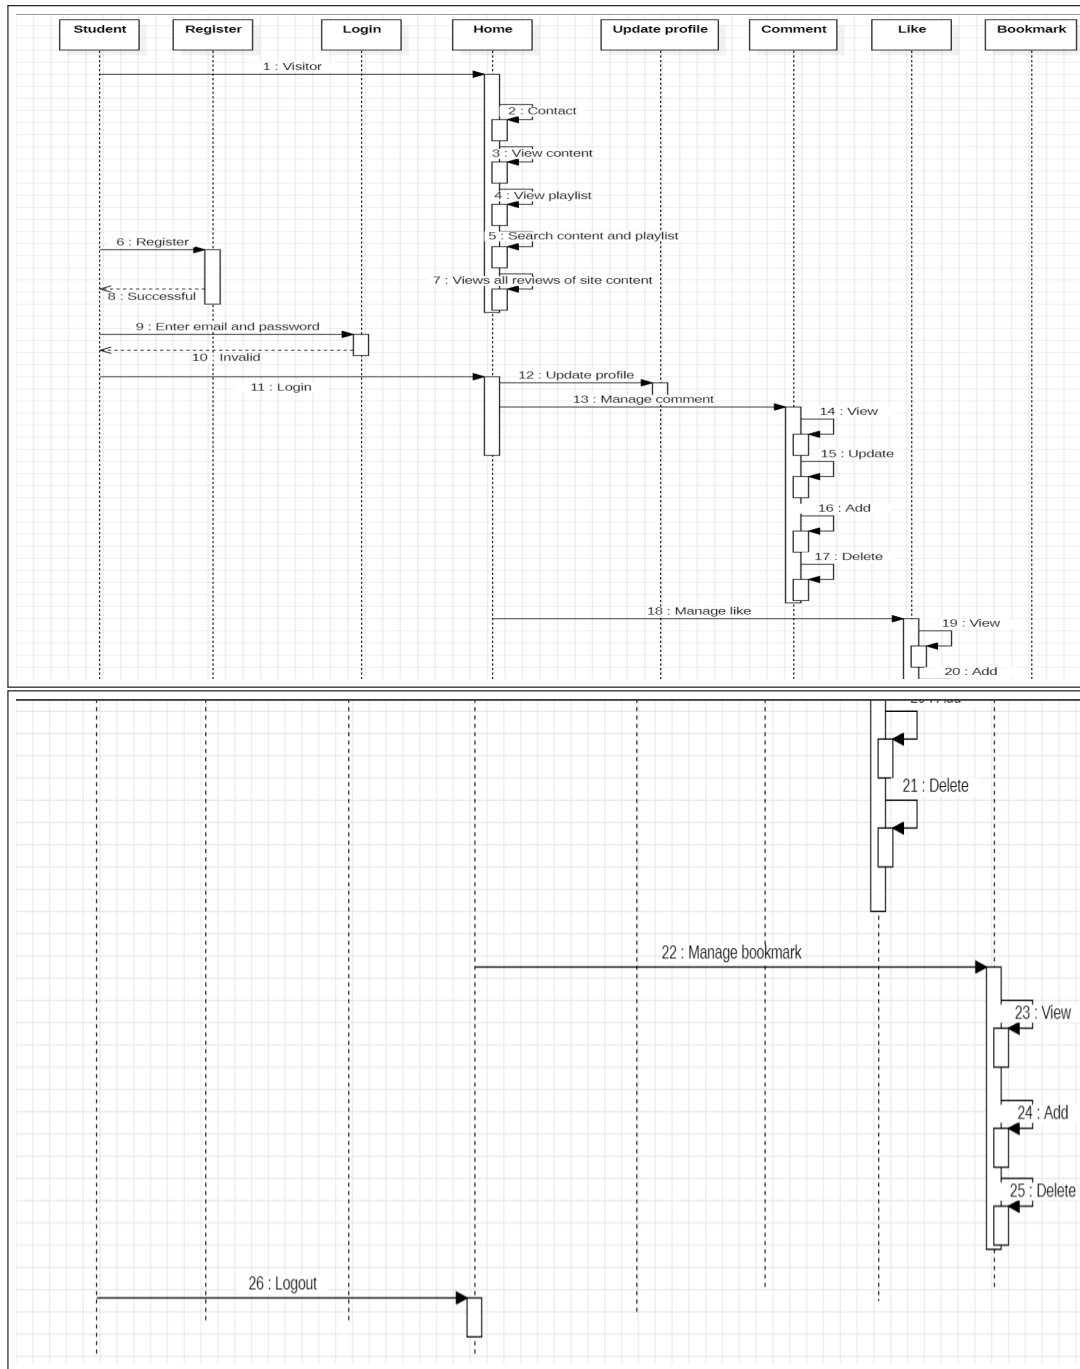 Student
Register
Login
Home
Update profile
Comment
Like
Bookmark
1 : Visitor
2 : Contact
3 : View content
4 : View playlist
5 : Search content and playlist
6 : Register
7 : Views all reviews of site content
8 : Successful
9 : Enter email and password
10 : Invalid
11 : Login
12 : Update profile
13 : Manage comment
14 : View
15 : Update
16 : Add
17 : Delete
18 : Manage like
19 : View
20 : Add
21 : Delete
22 : Manage bookmark
23 : View
24 : Add
25 : Delete
26 : Logout